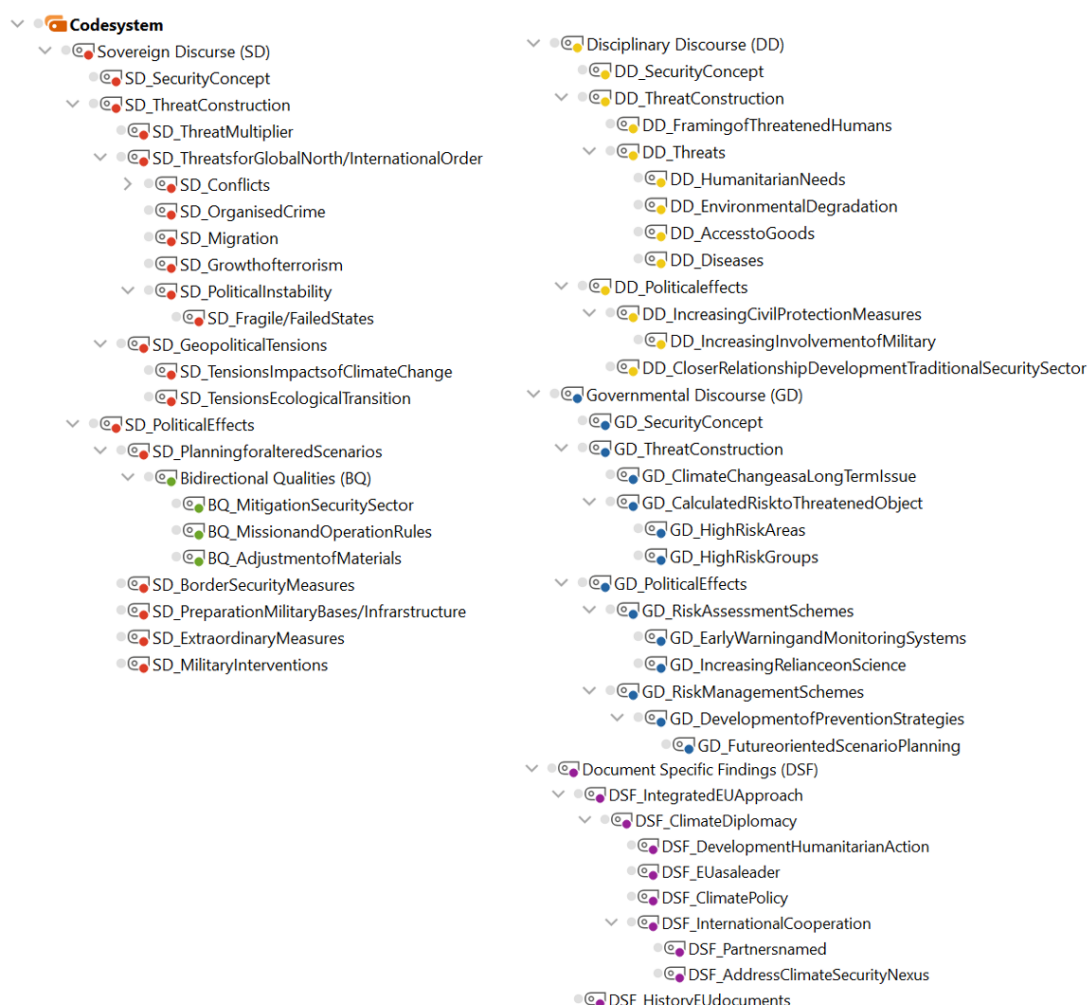 Codesystem
Sovereign Discurse (SD)
SD_SecurityConcept
SD_ThreatConstruction
SD_ThreatMultiplier
SD_ThreatsforGlobalNorth/InternationalOrder
SD_Conflicts
SD_OrganisedCrime
SD_Migration
SD_Growthofterrorism
SD_PoliticalInstability
SD_Fragile/FailedStates
SD_GeopoliticalTensions
SD_TensionsImpactsofClimateChange
SD_TensionsEcologicalTransition
SD_PoliticalEffects
SD_PlanningforalteredScenarios
Bidirectional Qualities (BQ)
BQ_MitigationSecuritySector
BQ_MissionandOperationRules
BQ_AdjustmentofMaterials
SD_BorderSecurityMeasures
SD_PreparationMilitaryBases/Infrarstructure
SD_ExtraordinaryMeasures
SD_MilitaryInterventions
Disciplinary Discourse (DD)
DD_SecurityConcept
DD_ThreatConstruction
DD_FramingofThreatenedHumans
DD_Threats
DD_HumanitarianNeeds
DD_EnvironmentalDegradation
DD_AccesstoGoods
DD_Diseases
DD_Politicaleffects
DD_IncreasingCivilProtectionMeasures
DD_IncreasingInvolvementofMilitary
DD_CloserRelationshipDevelopmentTraditionalSecuritySector
Governmental Discourse (GD)
GD_SecurityConcept
GD_ThreatConstruction
GD_ClimateChangeasaLongTermIssue
GD_CalculatedRisktoThreatenedObject
GD_HighRiskAreas
GD_HighRiskGroups
GD_PoliticalEffects
GD_RiskAssessmentSchemes
GD_EarlyWarningandMonitoringSystems
GD_IncreasingRelianceonScience
GD_RiskManagementSchemes
GD_DevelopmentofPreventionStrategies
GD_FutureorientedScenarioPlanning
Document Specific Findings (DSF)
DSF_IntegratedEUApproach
DSF_ClimateDiplomacy
DSF_DevelopmentHumanitarianAction
DSF_EUasaleader
DSF_ClimatePolicy
DSF_InternationalCooperation
DSF_Partnersnamed
DSF_AddressClimateSecurityNexus
DSF_HistoryEUdocuments